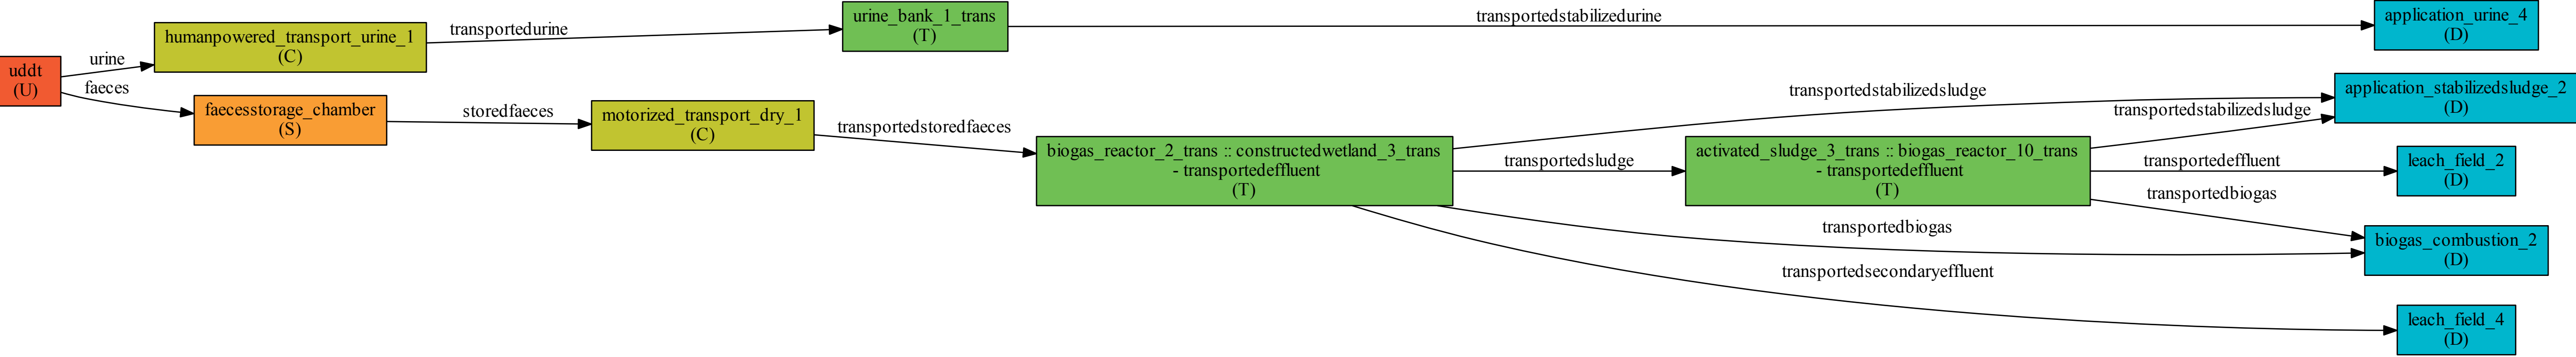 uddt
(U)
urine
faeces
humanpowered_transport_urine_1
(C)
faecesstorage_chamber
(S)
transportedurine
storedfaeces
motorized_transport_dry_1
(C)
urine_bank_1_trans
(T)
transportedstoredfaeces
biogas_reactor_2_trans :: constructedwetland_3_trans
- transportedeffluent
(T)
transportedstabilizedurine
transportedsludge
activated_sludge_3_trans :: biogas_reactor_10_trans
- transportedeffluent
(T)
transportedstabilizedsludge
transportedbiogas
transportedsecondaryeffluent
transportedstabilizedsludge
transportedeffluent
transportedbiogas
application_urine_4
(D)
application_stabilizedsludge_2
(D)
leach_field_2
(D)
biogas_combustion_2
(D)
leach_field_4
(D)